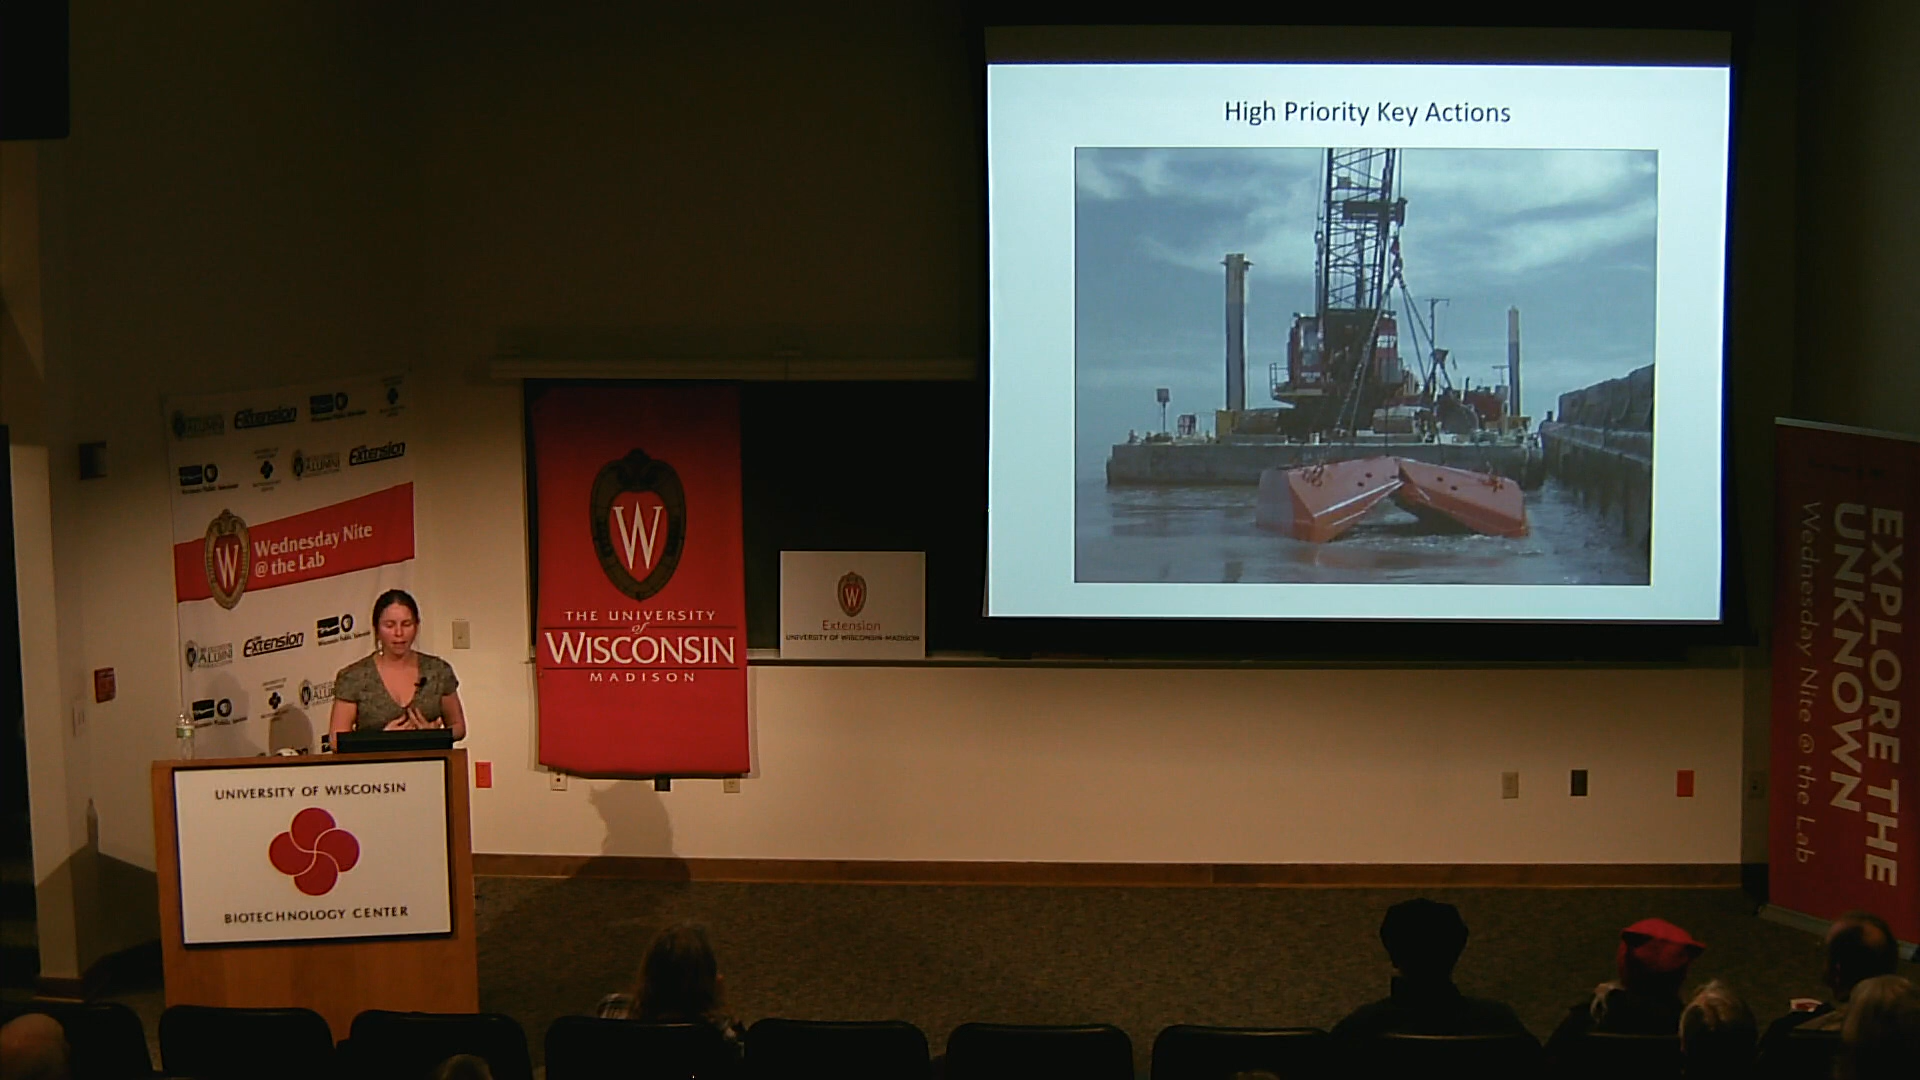 High Priority Key Actions
Extension
Extension
Wednesday Nite
@ the Lab
W
Extension
W
THE UNIVERSITY
of
WISCONSIN
MADISON
W
Extension
UNIVERSITY OF WISCONSIN-MADISON
UNIVERSITY OF WISCONSIN
BIOTECHNOLOGY CENTER
EXPLORE THE
UNKNOWN
Wednesday Nite @ the Lab